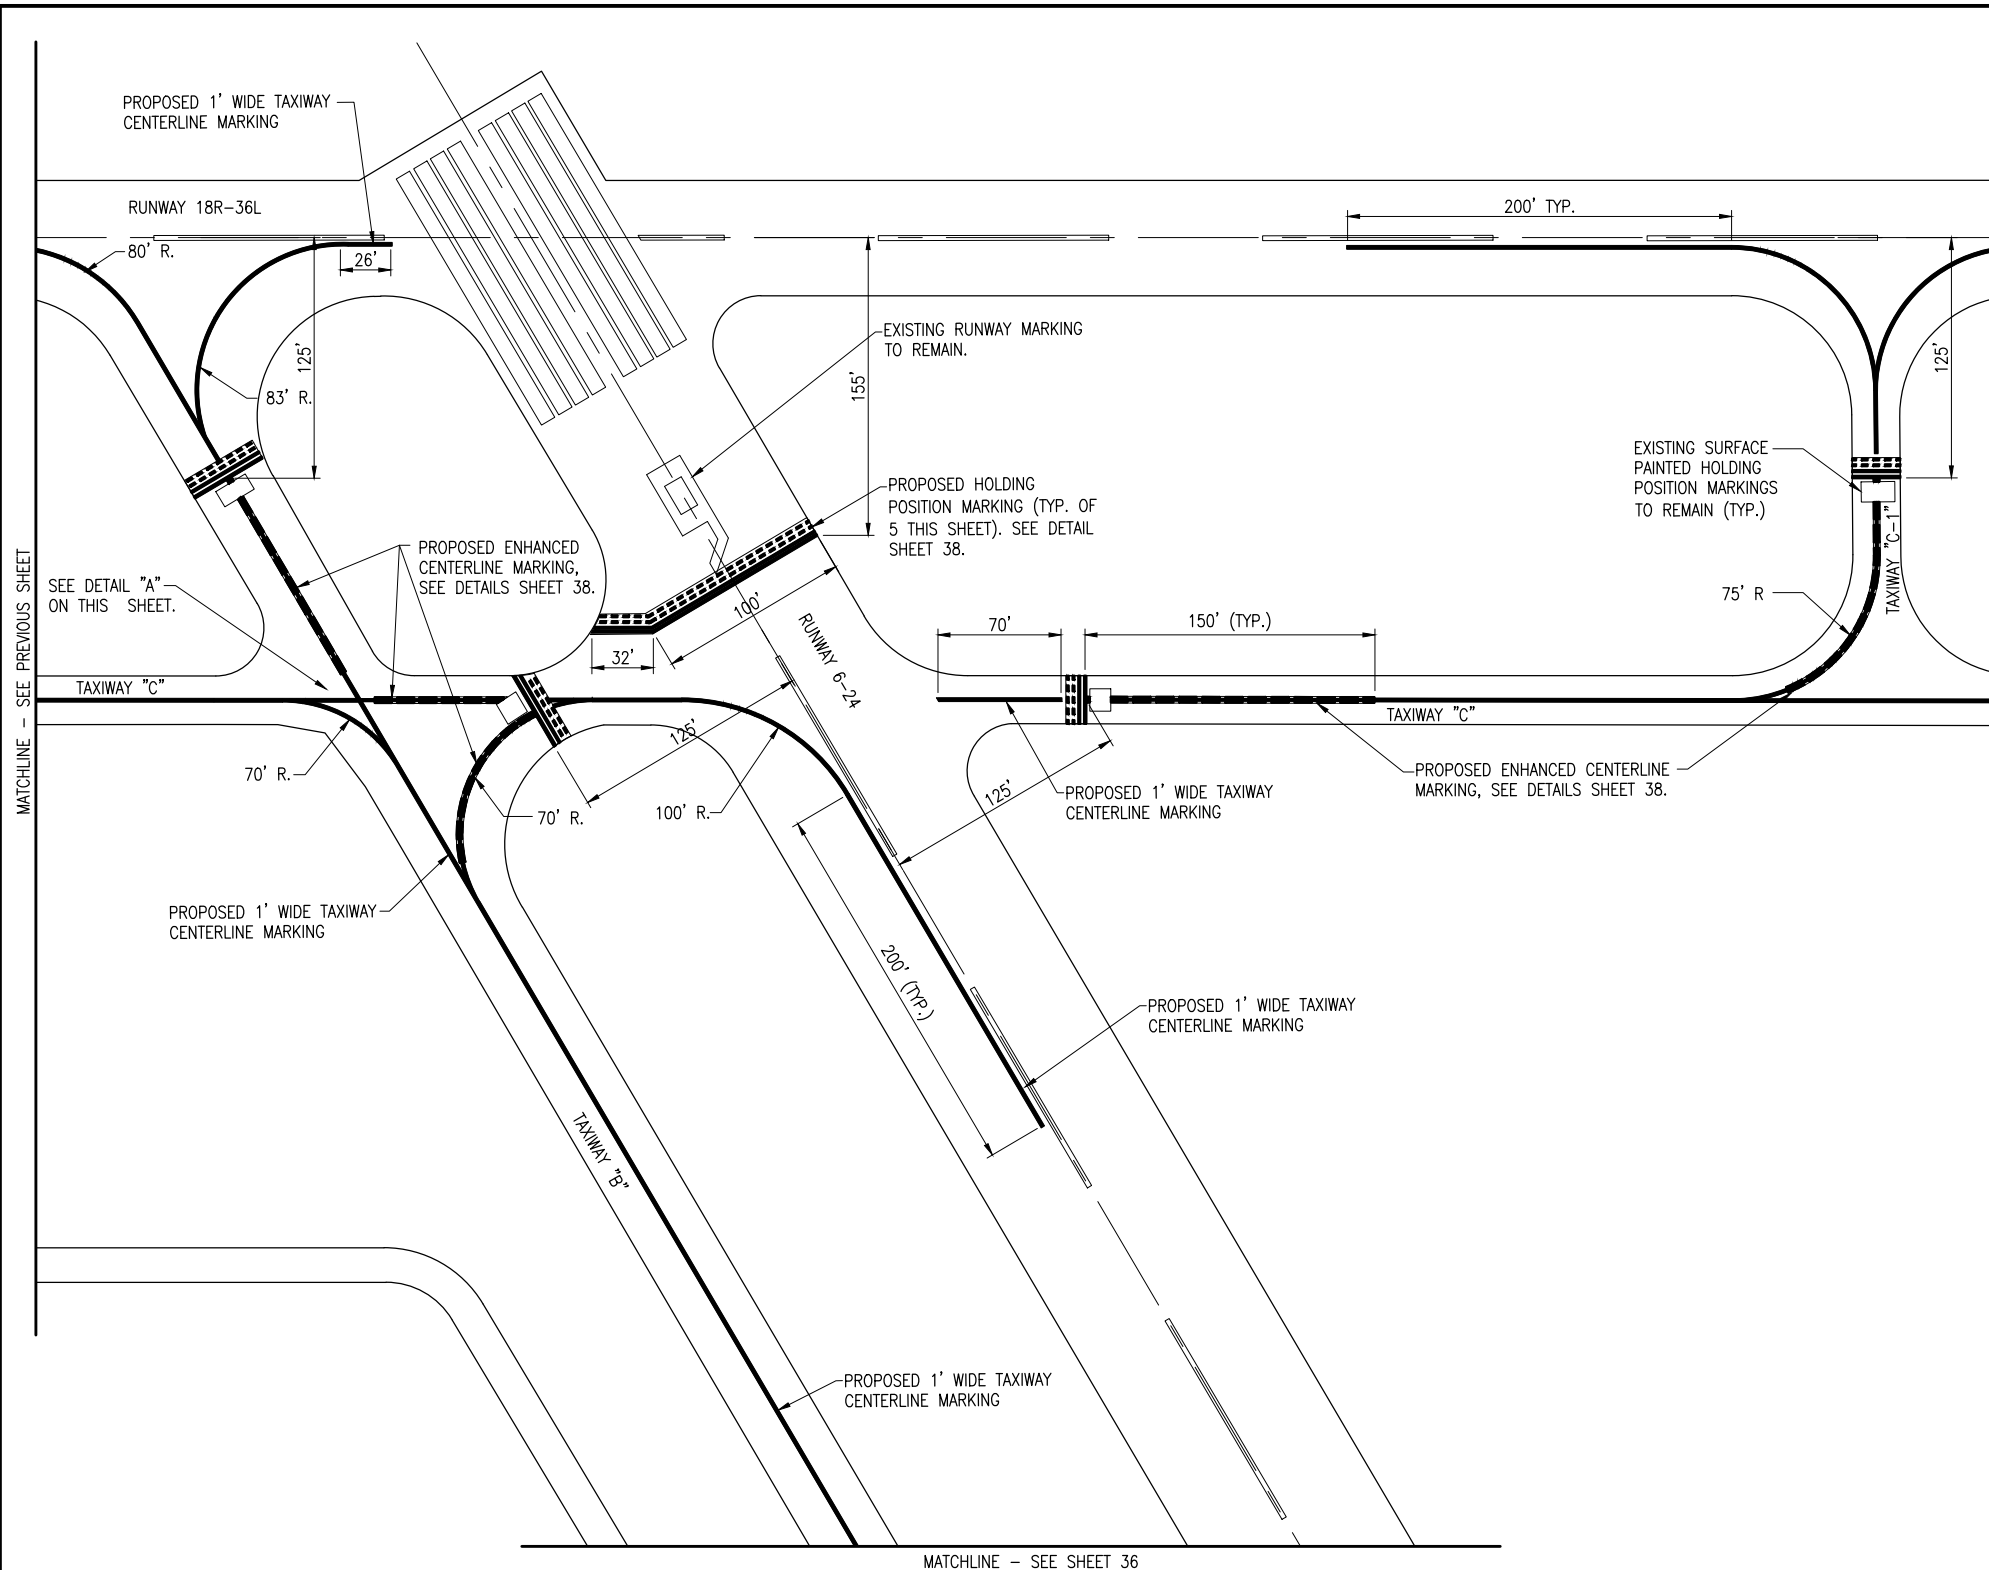 PROPOSED 1' WIDE TAXIWAY
CENTERLINE MARKING
RUNWAY 18R-36L
80' R.
26'
125'
83' R.
200' TYP.
EXISTING RUNWAY MARKING
TO REMAIN.
155'
125'
EXISTING SURFACE
PAINTED HOLDING
POSITION MARKINGS
TO REMAIN (TYP.)
PROPOSED HOLDING
POSITION MARKING (TYP. OF
5 THIS SHEET). SEE DETAIL
SHEET 38.
PROPOSED ENHANCED
CENTERLINE MARKING,
SEE DETAILS SHEET 38.
SEE DETAIL "A"
ON THIS SHEET.
MATCHLINE - SEE PREVIOUS SHEET
100'
32'
RUNWAY 6-24
70'
150' (TYP.)
75' R
TAXIWAY "C-1"
TAXIWAY "C"
TAXIWAY "C"
125'
70' R.
70' R.
100' R.
125'
PROPOSED 1' WIDE TAXIWAY
CENTERLINE MARKING
PROPOSED ENHANCED CENTERLINE
MARKING, SEE DETAILS SHEET 38.
PROPOSED 1' WIDE TAXIWAY
CENTERLINE MARKING
200' (TYP.)
PROPOSED 1' WIDE TAXIWAY
CENTERLINE MARKING
TAXIWAY "B"
PROPOSED 1' WIDE TAXIWAY
CENTERLINE MARKING
MATCHLINE - SEE SHEET 36